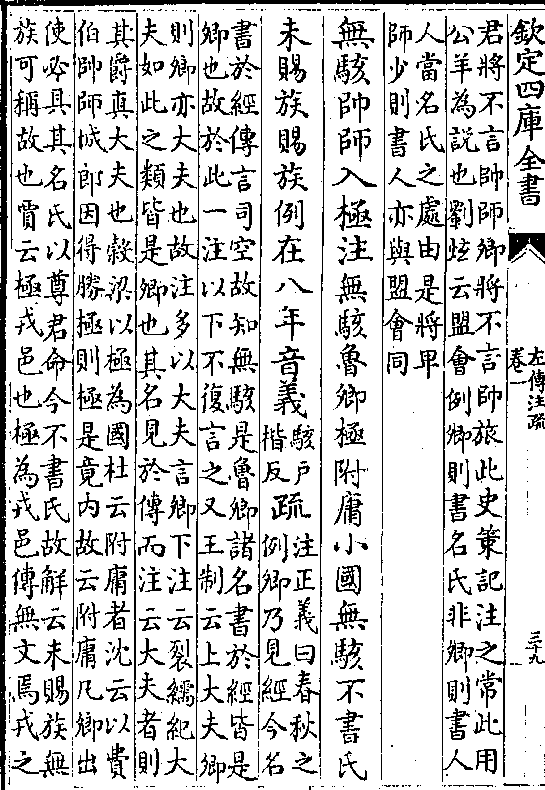 欽定四庫全書
左傳注疏
卷一
三十九
君將不言帥師卿將不言帥旅此史策記注之常此用
公羊為說也劉炫云盟會例卿則書名氏非卿則書人
人當名氏之處由是將卑
師少則書人亦與盟會同
無駭帥師入極注無駭魯卿極附庸小國無駭不書氏
未賜族賜族例在八年音義
駭户
楷反
疏
注正義曰春秋之
例卿乃見經今名
書於經傳言司空故知無駭是魯卿諸名書於經皆是
卿也故於此一注以下不復言之又王制云上大夫卿
則卿亦大夫也故注多以大夫言卿下注云裂繻紀大
夫如此之類皆是卿也其名見於傳而注云大夫者則
其爵真大夫也榖梁以極為國杜云附庸者沈云以費
伯帥師城郎因得勝極則極是竟内故云附庸凡卿出
使必具其名氏以尊君命今不書氏故解云未賜族無
族可稱故也賈云極戎邑也極為戎邑傳無文焉戎之